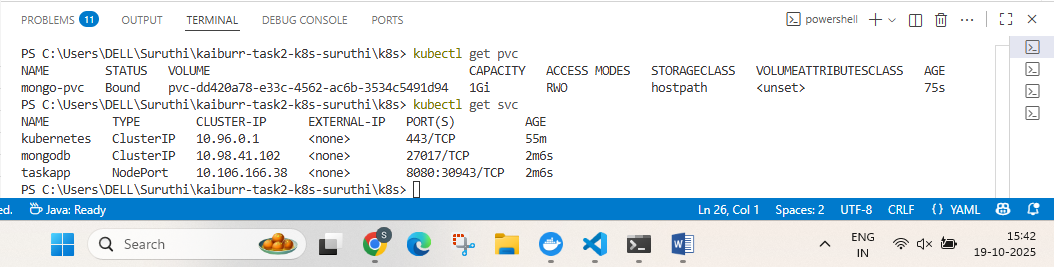 PROBLEMS 11 OUTPUT TERMINAL DEBUG CONSOLE PORTS powershell
PS C:\Users\DELL\Suruthi\kaiburr-task2-k8s-suruthi\k8s> kubectl get pvc
NAME STATUS VOLUME CAPACITY ACCESS MODES STORAGECLASS VOLUMEATTRIBUTESCLASS AGE
mongo-pvc Bound pvc-dd420a78-e33c-4562-ac6b-3534c5491d94 1Gi RWO hostpath <unset> 75s
PS C:\Users\DELL\Suruthi\kaiburr-task2-k8s-suruthi\k8s> kubectl get svc
NAME TYPE CLUSTER-IP EXTERNAL-IP PORT(S) AGE
kubernetes ClusterIP 10.96.0.1 <none> 443/TCP 55m
mongodb ClusterIP 10.98.41.102 <none> 27017/TCP 2m6s
taskapp NodePort 10.106.166.38 <none> 8080:30943/TCP 2m6s
PS C:\Users\DELL\Suruthi\kaiburr-task2-k8s-suruthi\k8s>
ed. Java: Ready Ln 26, Col 1 Spaces: 2 UTF-8 CRLF {} YAML
Search S ENG 15:42
IN 19-10-2025